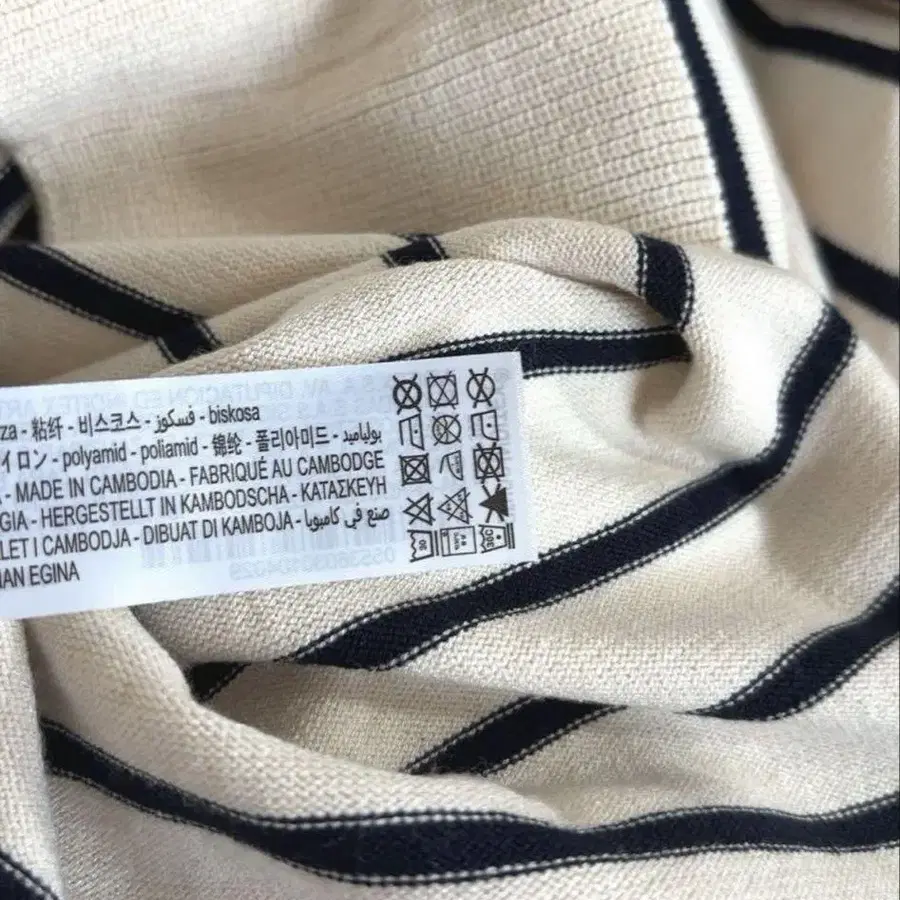 za - 粘纤 - 비스코스 - فسكوز - biskosa
イロン - polyamid - poliamid - 锦纶 - 폴리아미드 - بولياميد
- MADE IN CAMBODIA - FABRIQUÉ AU CAMBODGE
GIA - HERGESTELLT IN KAMBODSCHA - ΚΑΤΑΣΚΕΥΗ
LET I CAMBODJA - DIBUAT DI KAMBOJA - صنع في كامبوديا
AN EGINA